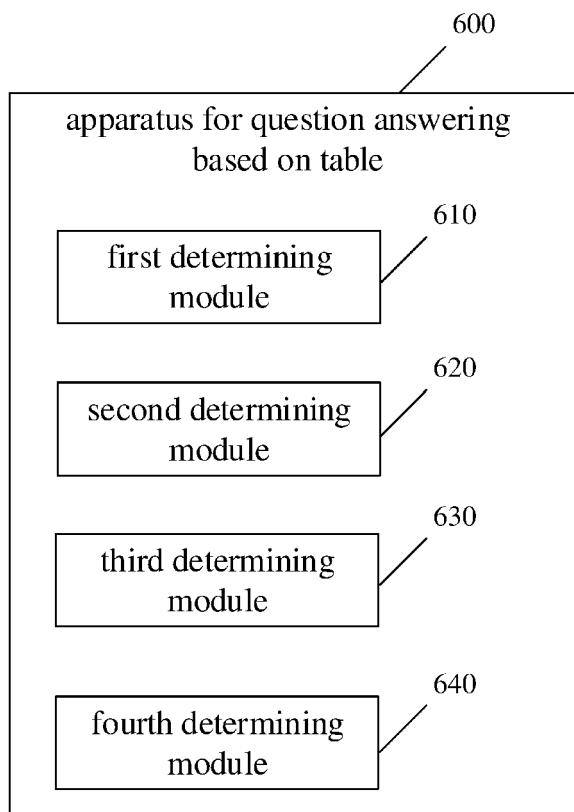 600
apparatus for question answering
based on table
610
first determining
module
620
second determining
module
630
third determining
module
640
fourth determining
module